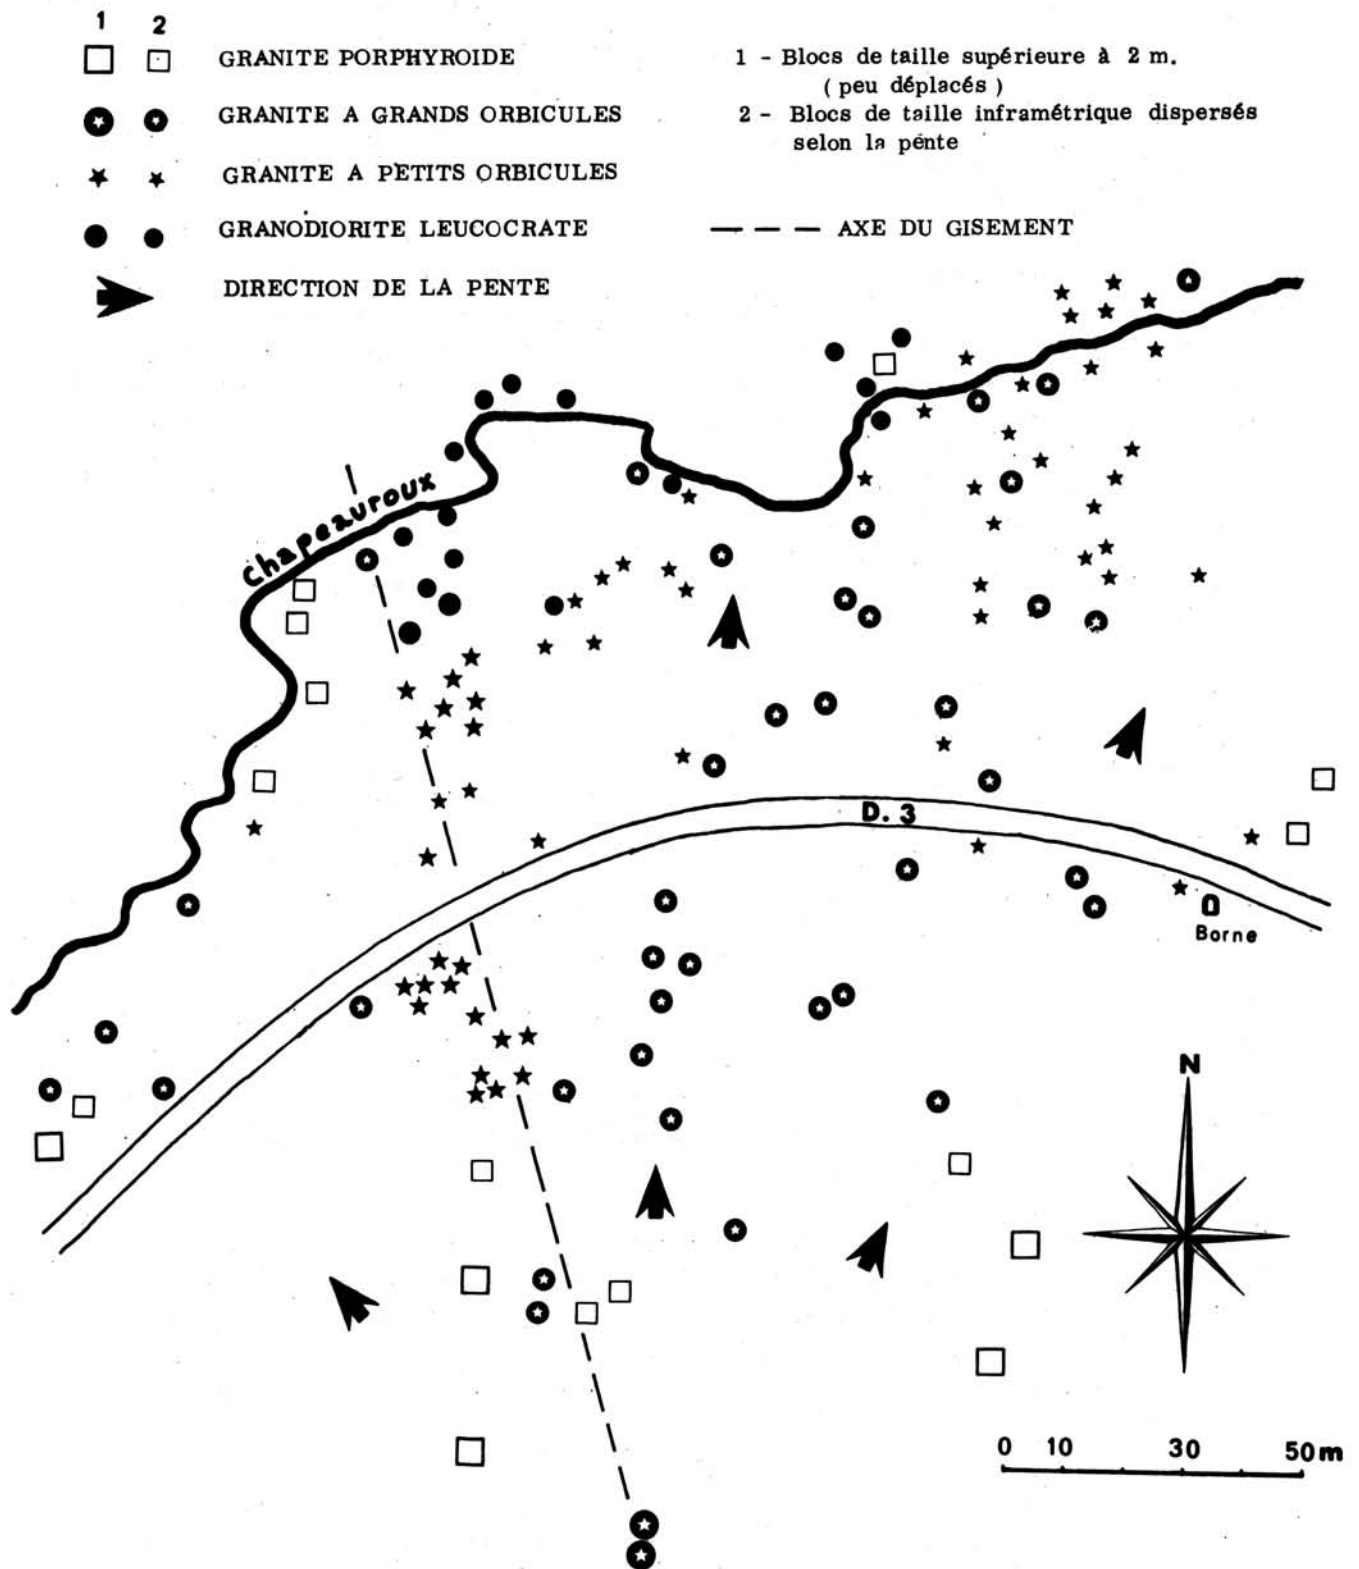 1 2
GRANITE PORPHYROIDE
GRANITE A GRANDS ORBICULES
GRANITE A PETITS ORBICULES
GRANODIORITE LEUCOCRATE
DIRECTION DE LA PENTE
1 - Blocs de taille supérieure à 2 m.
( peu déplacés )
2 - Blocs de taille inframétrique dispersés
selon la pente
AXE DU GISEMENT
Chapeauroux
D. 3
Borne
N
0 10 30 50m